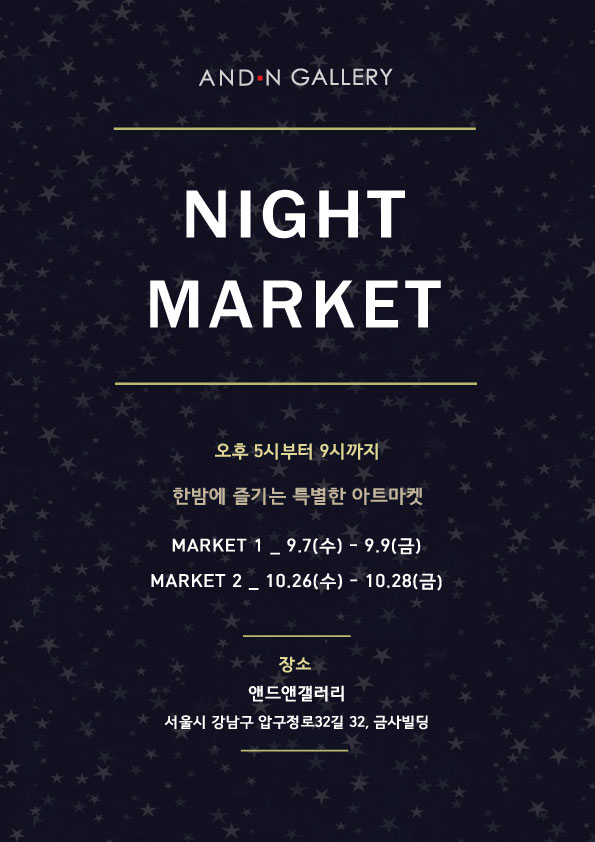 AND·N GALLERY
NIGHT
MARKET
오후 5시부터 9시까지
한밤에 즐기는 특별한 아트마켓
MARKET 1 _ 9.7(수) - 9.9(금)
MARKET 2 _ 10.26(수) - 10.28(금)
장소
앤드앤갤러리
서울시 강남구 압구정로32길 32, 금사빌딩